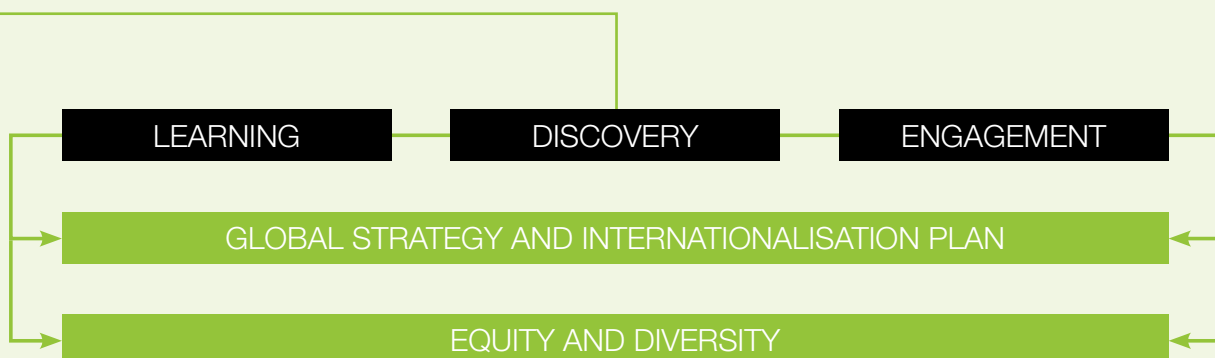 LEARNING
DISCOVERY
ENGAGEMENT
GLOBAL STRATEGY AND INTERNATIONALISATION PLAN
EQUITY AND DIVERSITY